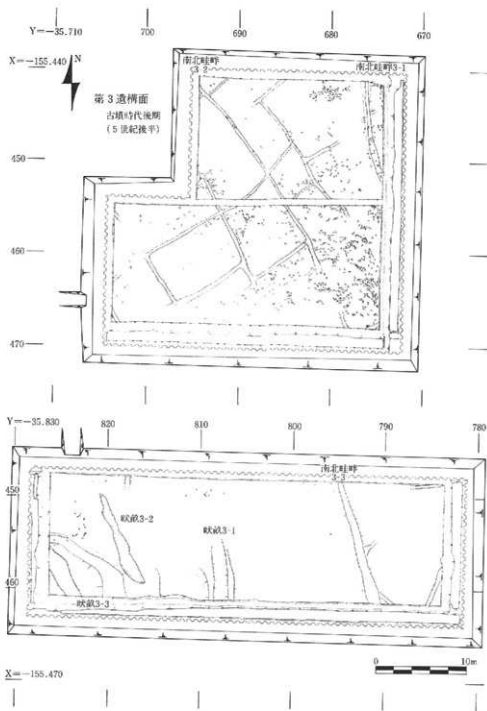 Y=-35.710 700 690 680 670
X=-155.440
N
南北畦畔
3-2
南北畦畔3-1
第3遺構面
古墳時代後期
(5世紀後半)
450
460
470
Y=-35.830 820 810 800 790 780
南北畦畔
3-3
450
畎畝3-2
畎畝3-1
460
畎畝3-3
X=-155.470
0 10m